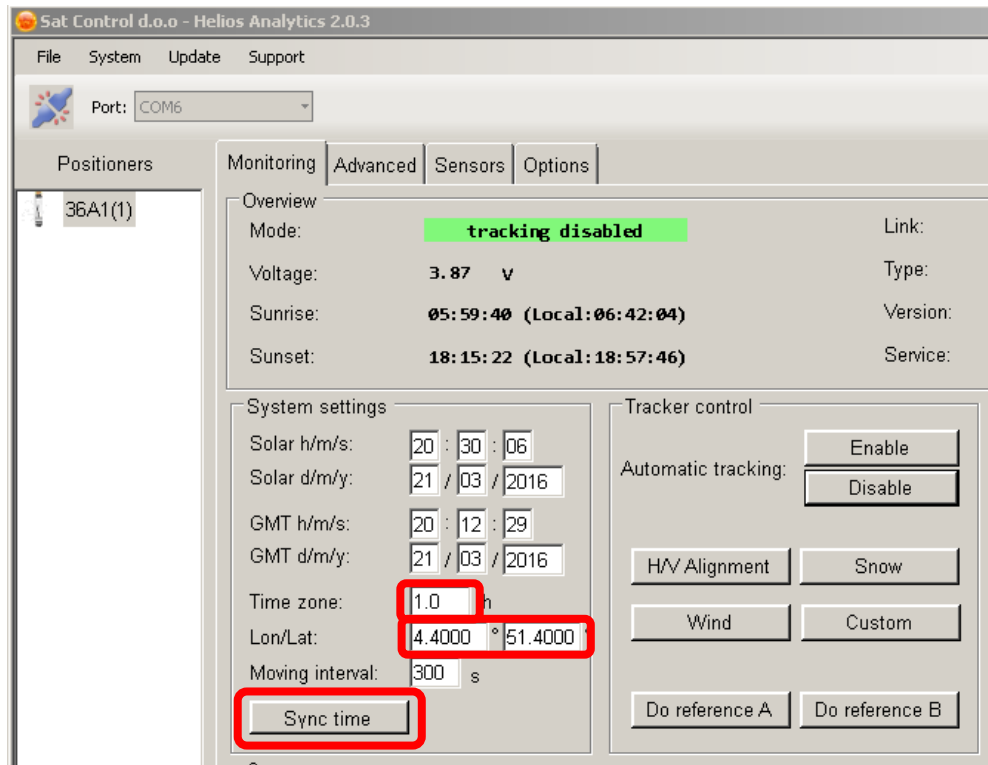 Sat Control d.o.o - Helios Analytics 2.0.3
File System Update Support
Port: COM6
Positioners
36A1(1)
Monitoring Advanced Sensors Options
Overview
Mode: tracking disabled Link:
Voltage: 3.87 V Type:
Sunrise: 05:59:40 (Local:06:42:04) Version:
Sunset: 18:15:22 (Local:18:57:46) Service:
System settings
Solar h/m/s: 20 : 30 : 06
Solar d/m/y: 21 / 03 / 2016
GMT h/m/s: 20 : 12 : 29
GMT d/m/y: 21 / 03 / 2016
Time zone: 1.0 h
Lon/Lat: 4.4000 ° 51.4000 °
Moving interval: 300 s
Sync time
Tracker control
Automatic tracking: Enable
Disable
H/V Alignment Snow
Wind Custom
Do reference A Do reference B